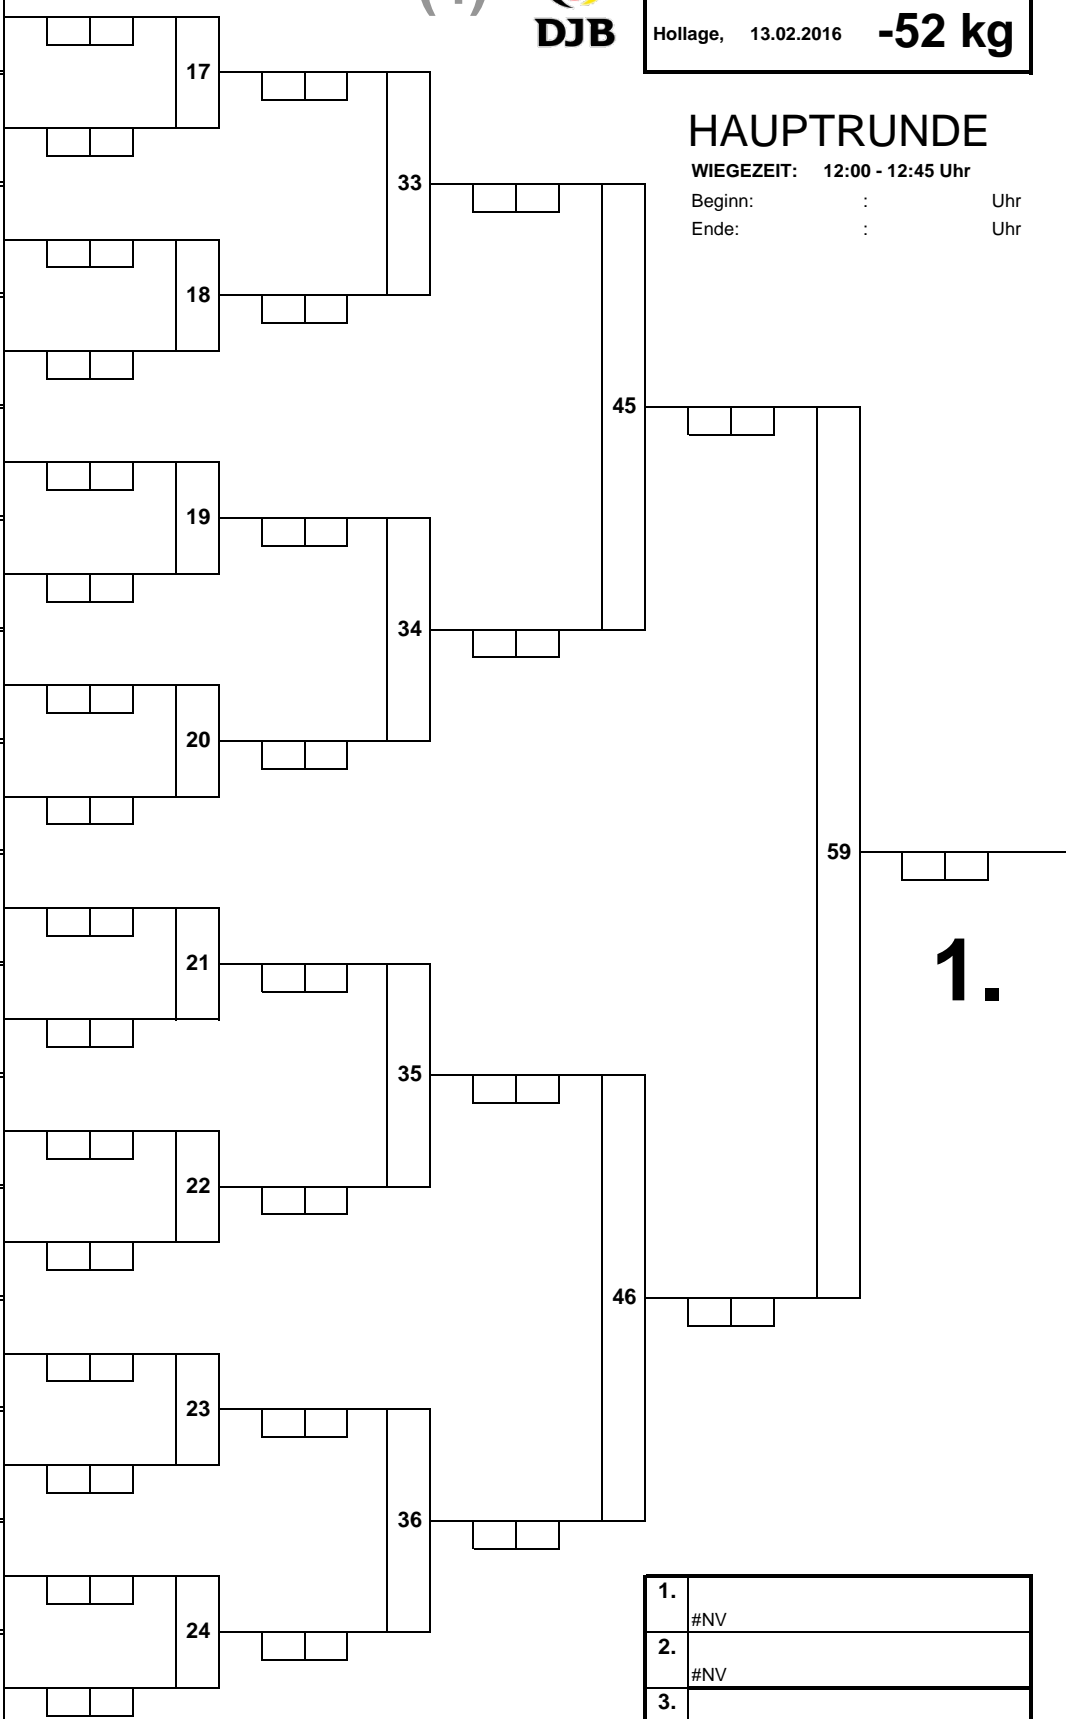 DJB
Hollage, 13.02.2016 -52 kg
17
HAUPTRUNDE
WIEGEZEIT: 12:00 - 12:45 Uhr
33
Beginn: : Uhr
Ende: : Uhr
18
45
19
34
20
59
21
1.
35
22
46
23
36
24
1.
#NV
2.
#NV
3.